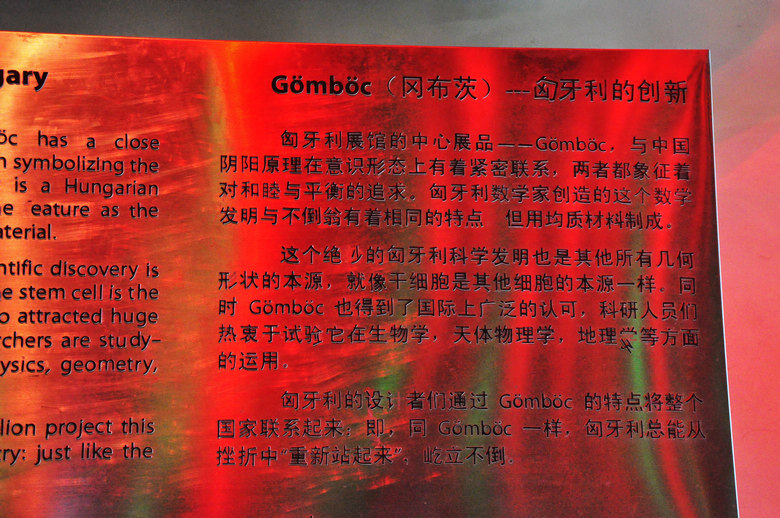 gary
öc has a close
n symbolizing the
is a Hungarian
he eature as the
aterial.
ntific discovery is
e stem cell is the
o attracted huge
rchers are study-
ysics, geometry,
lion project this
ry: just like the
Gömböc（冈布茨）---匈牙利的创新
匈牙利展馆的中心展品——Gömböc，与中国
阴阳原理在意识形态上有着紧密联系，两者都象征着
对和睦与平衡的追求。匈牙利数学家创造的这个数学
发明与不倒翁有着相同的特点 但用均质材料制成。
这个绝 的匈牙利科学发明也是其他所有几何
形状的本源，就像干细胞是其他细胞的本源一样。同
时 Gömböc 也得到了国际上广泛的认可，科研人员们
热衷于试验它在生物学，天体物理学，地理学等方面
的运用。
匈牙利的设计者们通过 Gömböc 的特点将整个
国家联系起来：即，同 Gömböc 一样，匈牙利总能从
挫折中“重新站起来”，屹立不倒。